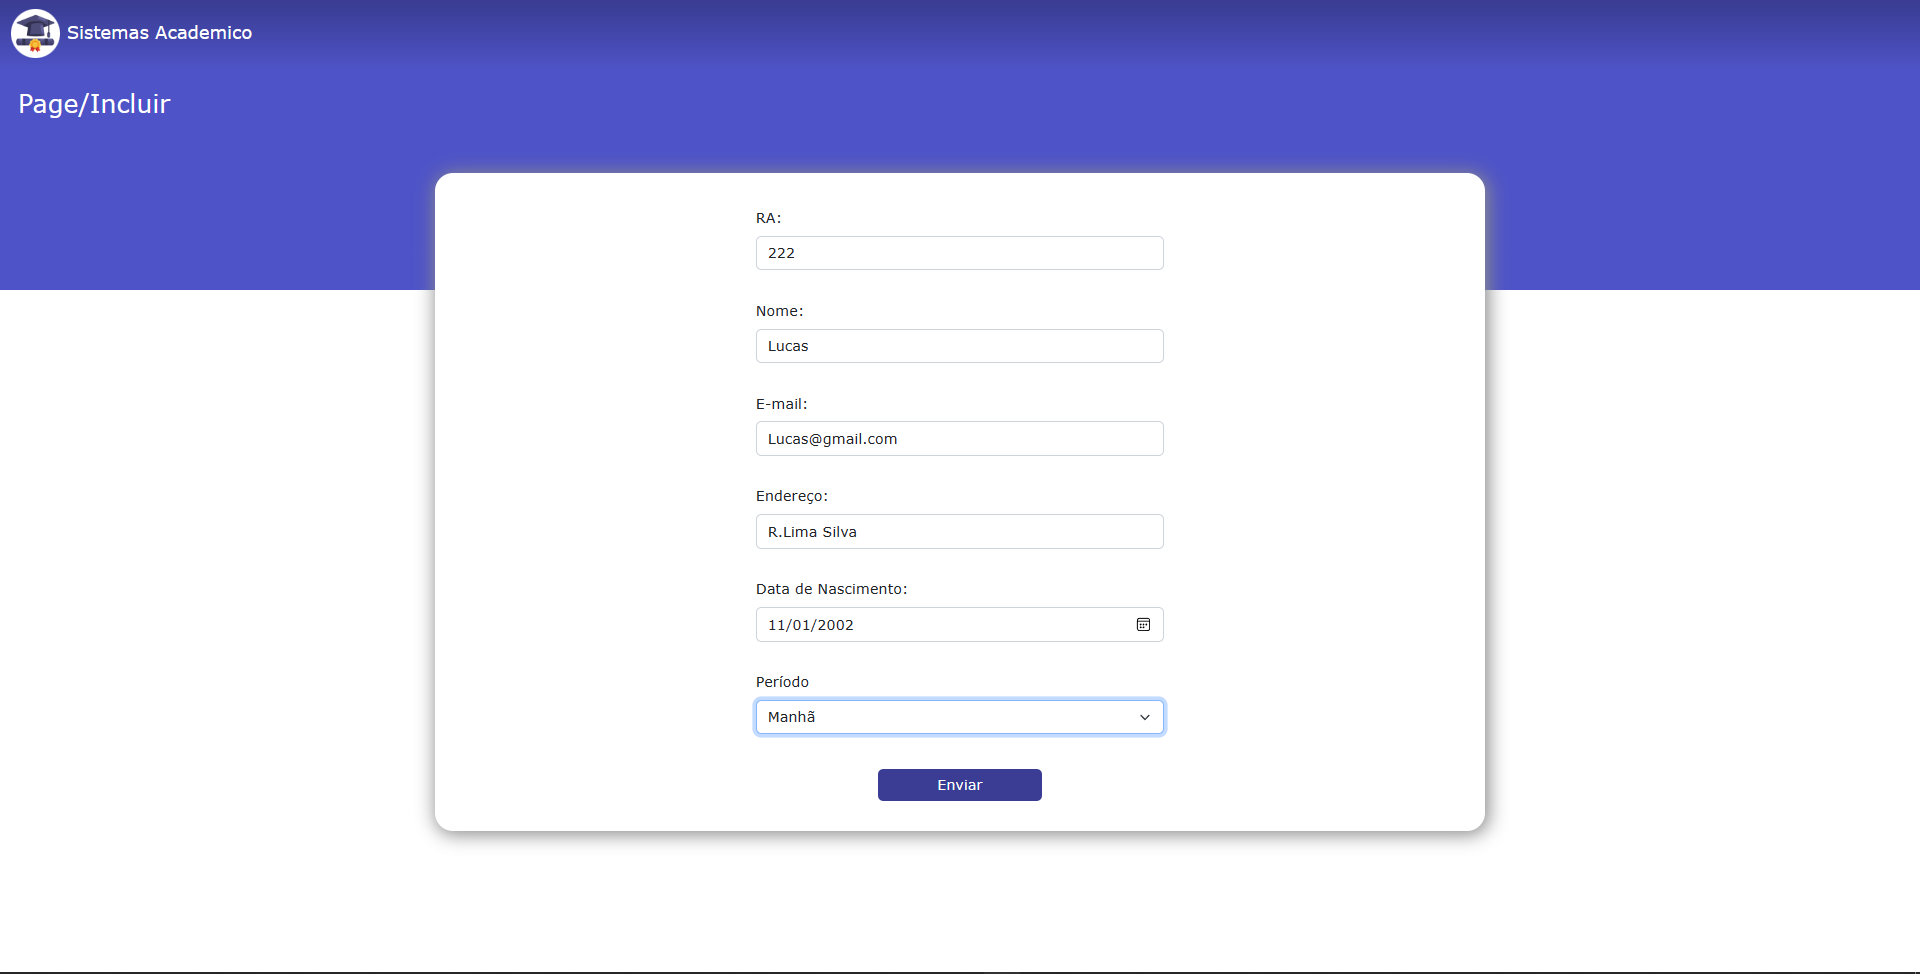 Sistemas Academico
Page/Incluir
RA:
222
Nome:
Lucas
E-mail:
Lucas@gmail.com
Endereço:
R.Lima Silva
Data de Nascimento:
11/01/2002
Período
Manhã
Enviar